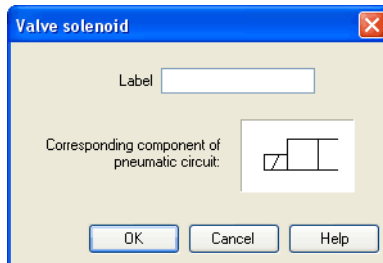 Valve solenoid
Label
Corresponding component of
pneumatic circuit:
OK
Cancel
Help